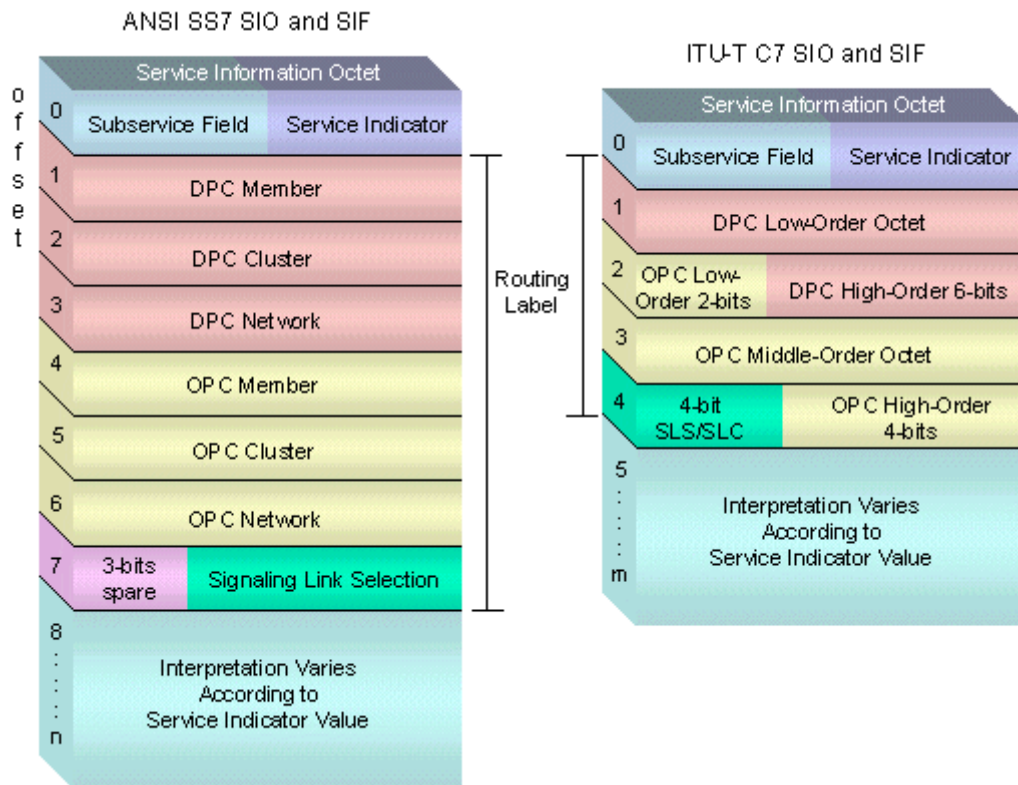 ANSI SS7 SIO and SIF
offset
Service Information Octet
0
Subservice Field
Service Indicator
1
DPC Member
2
DPC Cluster
3
DPC Network
4
OPC Member
5
OPC Cluster
6
OPC Network
7
3-bits
spare
Signaling Link Selection
8
:
:
:
n
Interpretation Varies
According to
Service Indicator Value
Routing
Label
ITU-T C7 SIO and SIF
Service Information Octet
0
Subservice Field
Service Indicator
1
DPC Low-Order Octet
2
OPC Low-
Order 2-bits
DPC High-Order 6-bits
3
OPC Middle-Order Octet
4
4-bit
SLS/SLC
OPC High-Order
4-bits
5
:
:
:
m
Interpretation Varies
According to
Service Indicator Value